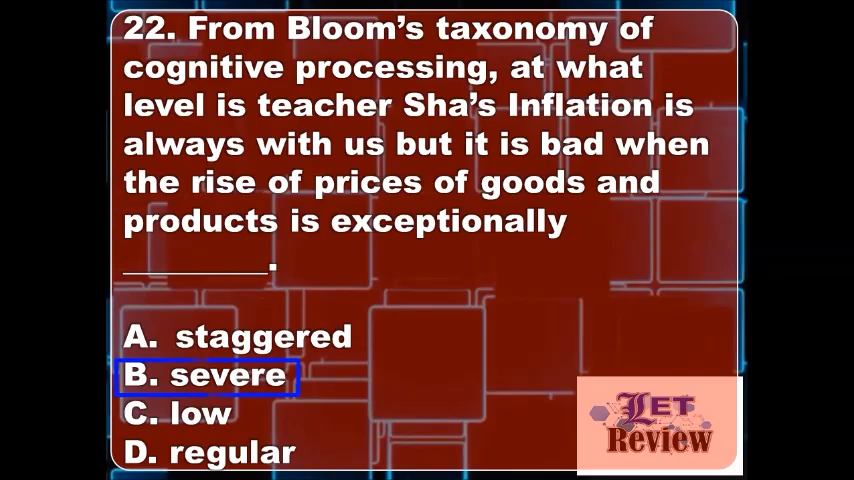 22. From Bloom’s taxonomy of
cognitive processing, at what
level is teacher Sha’s Inflation is
always with us but it is bad when
the rise of prices of goods and
products is exceptionally
_________.
A. staggered
B. severe
C. low
D. regular
LET
Review